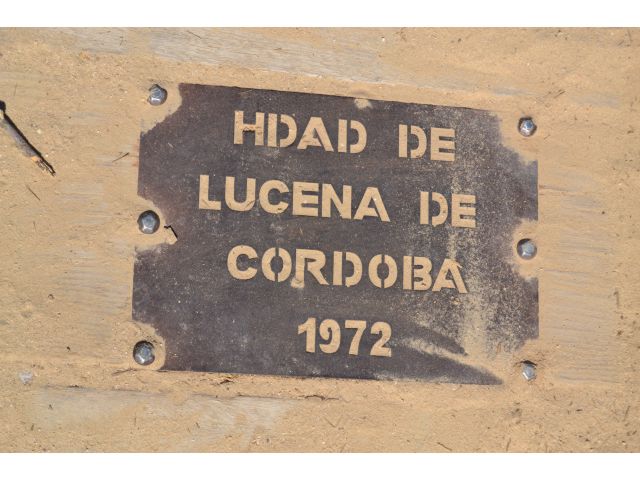 HDAD DE
LUCENA DE
CORDOBA
1972